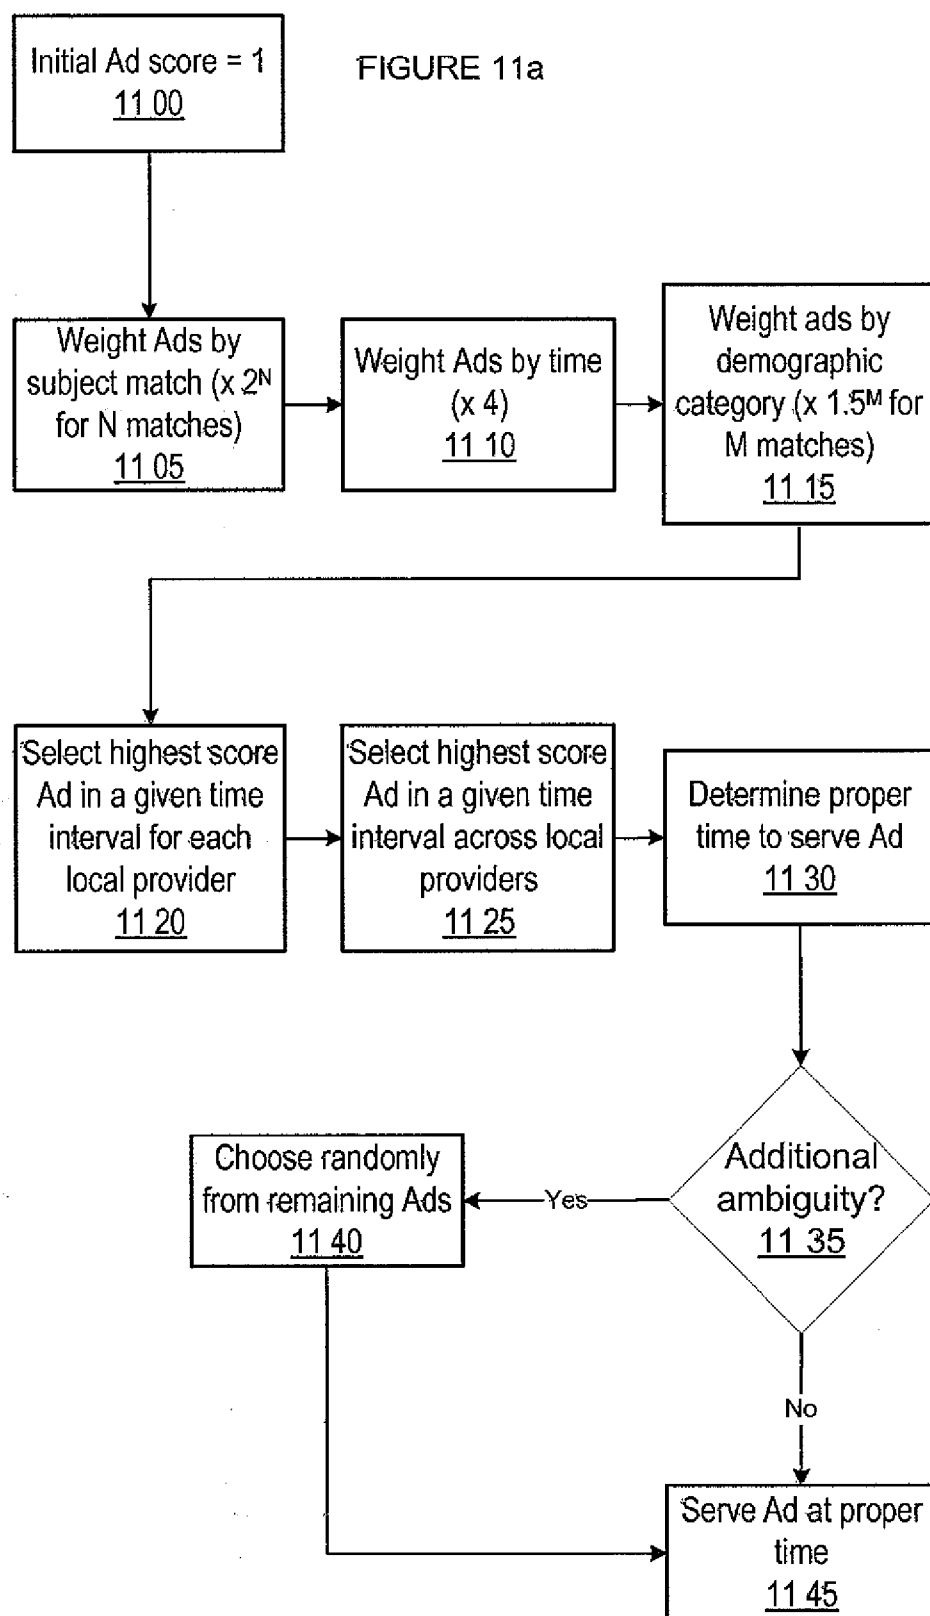 Initial Ad score = 1
11 00
FIGURE 11a
Weight Ads by
subject match (x 2ᴺ
for N matches)
11 05
Weight Ads by time
(x 4)
11 10
Weight ads by
demographic
category (x 1.5ᴹ for
M matches)
11 15
Select highest score
Ad in a given time
interval for each
local provider
11 20
Select highest score
Ad in a given time
interval across local
providers
11 25
Determine proper
time to serve Ad
11 30
Additional
ambiguity?
11 35
Yes
Choose randomly
from remaining Ads
11 40
No
Serve Ad at proper
time
11 45